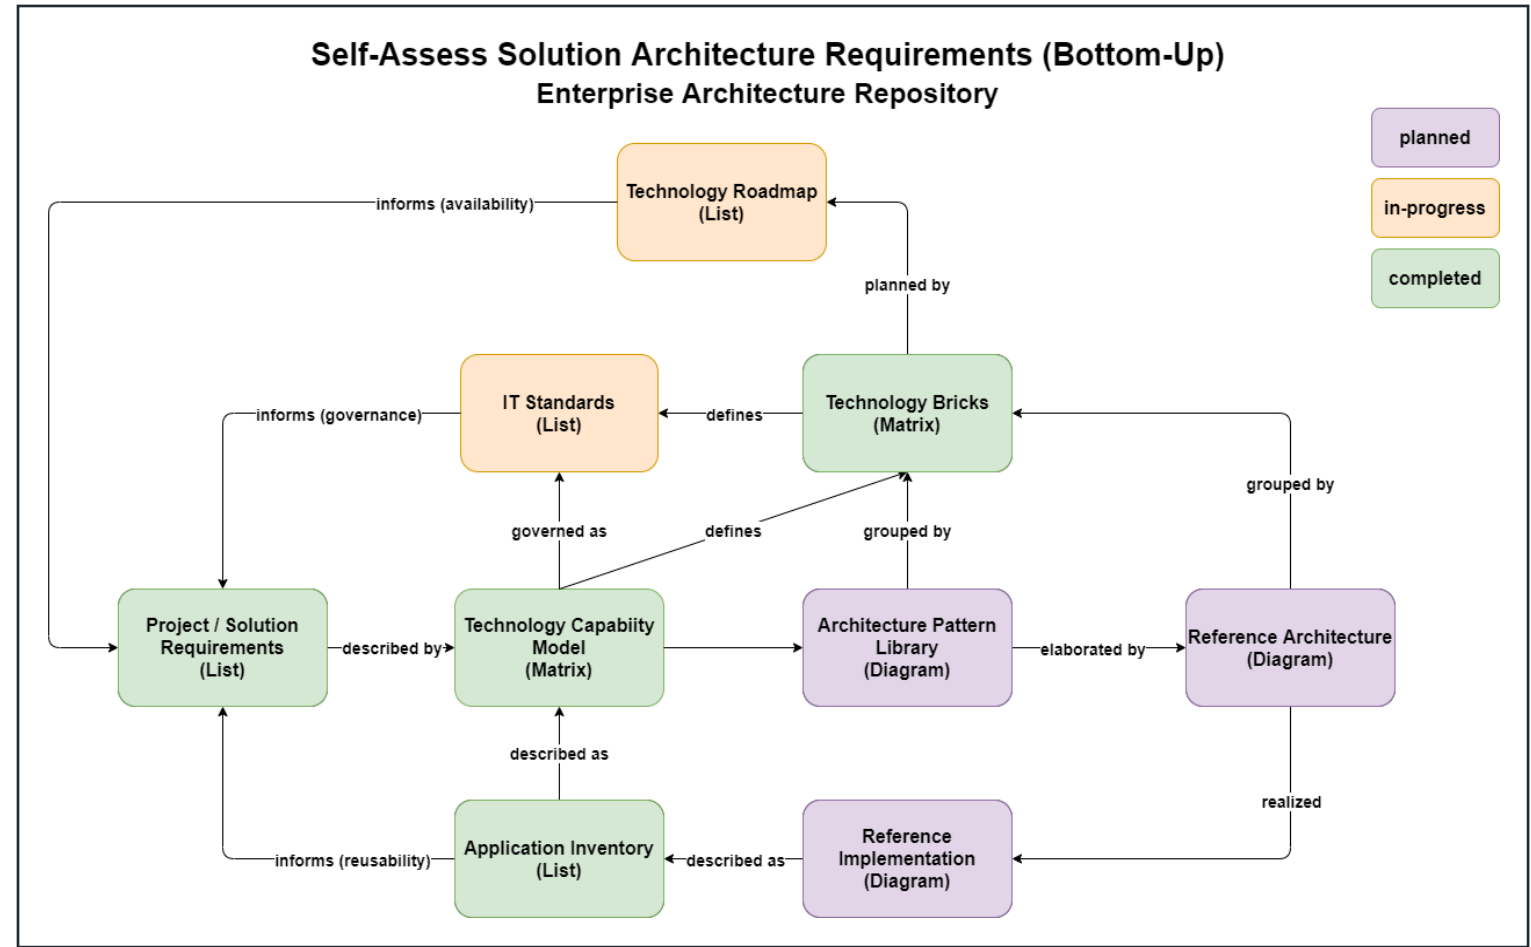 Self-Assess Solution Architecture Requirements (Bottom-Up)
Enterprise Architecture Repository
planned
in-progress
completed
Technology Roadmap
(List)
informs (availability)
planned by
IT Standards
(List)
informs (governance)
defines
Technology Bricks
(Matrix)
grouped by
governed as
defines
grouped by
Project / Solution
Requirements
(List)
described by
Technology Capabiity
Model
(Matrix)
Architecture Pattern
Library
(Diagram)
elaborated by
Reference Architecture
(Diagram)
described as
realized
informs (reusability)
Application Inventory
(List)
described as
Reference
Implementation
(Diagram)